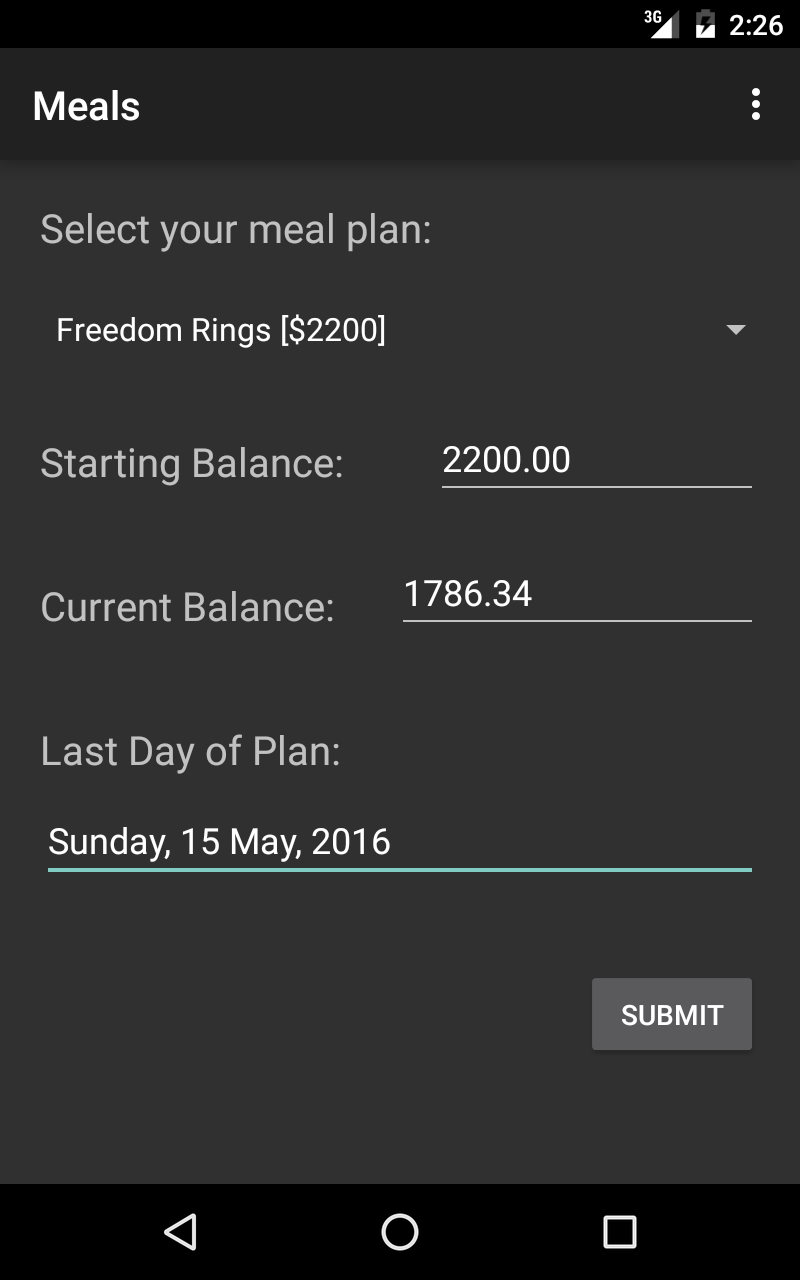 3G 2:26
Meals
Select your meal plan:
Freedom Rings [$2200]
Starting Balance: 2200.00
Current Balance: 1786.34
Last Day of Plan:
Sunday, 15 May, 2016
SUBMIT